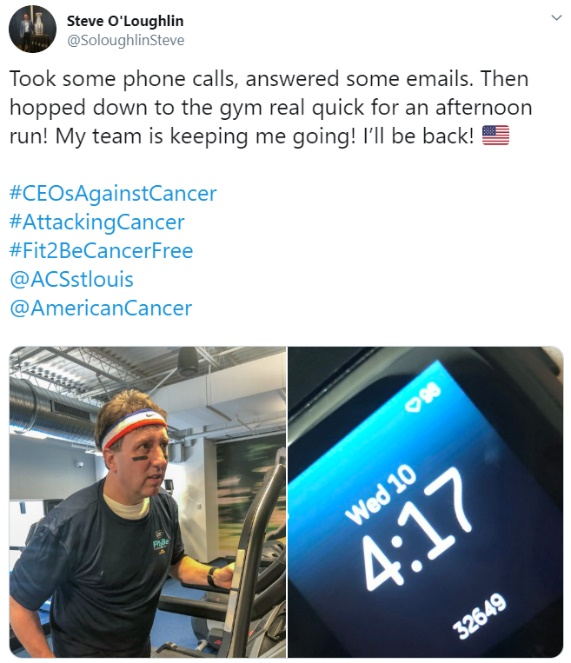 Steve O'Loughlin
@SoloughlinSteve
Took some phone calls, answered some emails. Then
hopped down to the gym real quick for an afternoon
run! My team is keeping me going! I’ll be back!
#CEOsAgainstCancer
#AttackingCancer
#Fit2BeCancerFree
@ACSstlouis
@AmericanCancer
Wed 10
4:17
32649